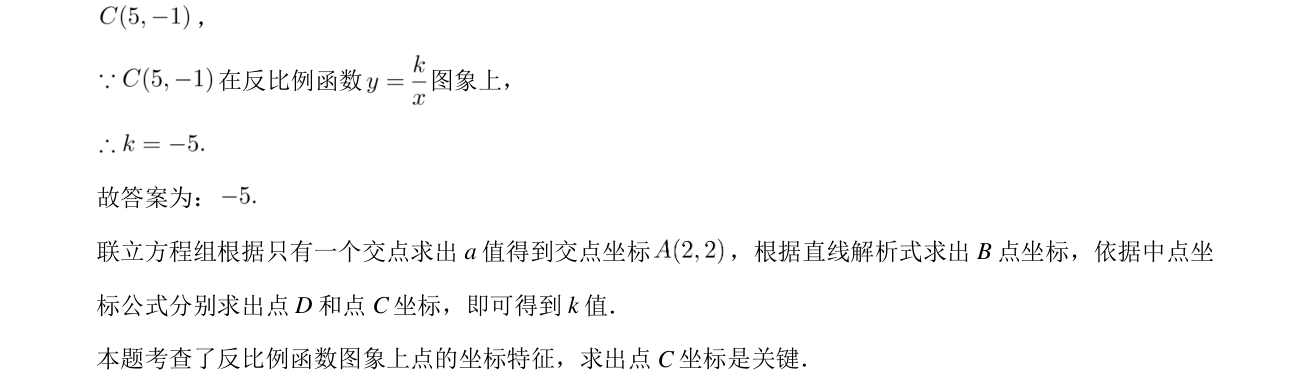 C(5,−1)，
∵C(5,−1)在反比例函数y=k/x图象上，
∴k=−5.
故答案为：−5.
联立方程组根据只有一个交点求出 a 值得到交点坐标A(2,2)，根据直线解析式求出 B 点坐标，依据中点坐
标公式分别求出点 D 和点 C 坐标，即可得到 k 值．
本题考查了反比例函数图象上点的坐标特征，求出点 C 坐标是关键．